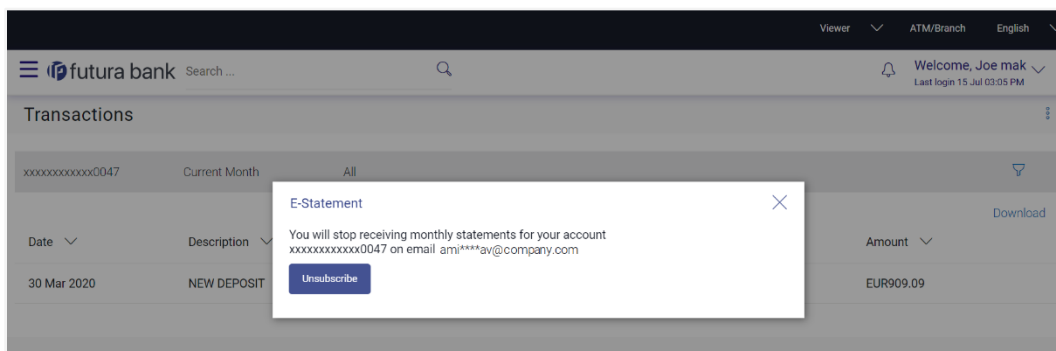 Viewer ATM/Branch English
futura bank Search ... Welcome, Joe mak
Last login 15 Jul 03:05 PM
Transactions
xxxxxxxxxxxx0047 Current Month All
E-Statement
Download
You will stop receiving monthly statements for your account
xxxxxxxxxxxx0047 on email ami****av@company.com
Date Description Amount
Unsubscribe
30 Mar 2020 NEW DEPOSIT EUR909.09